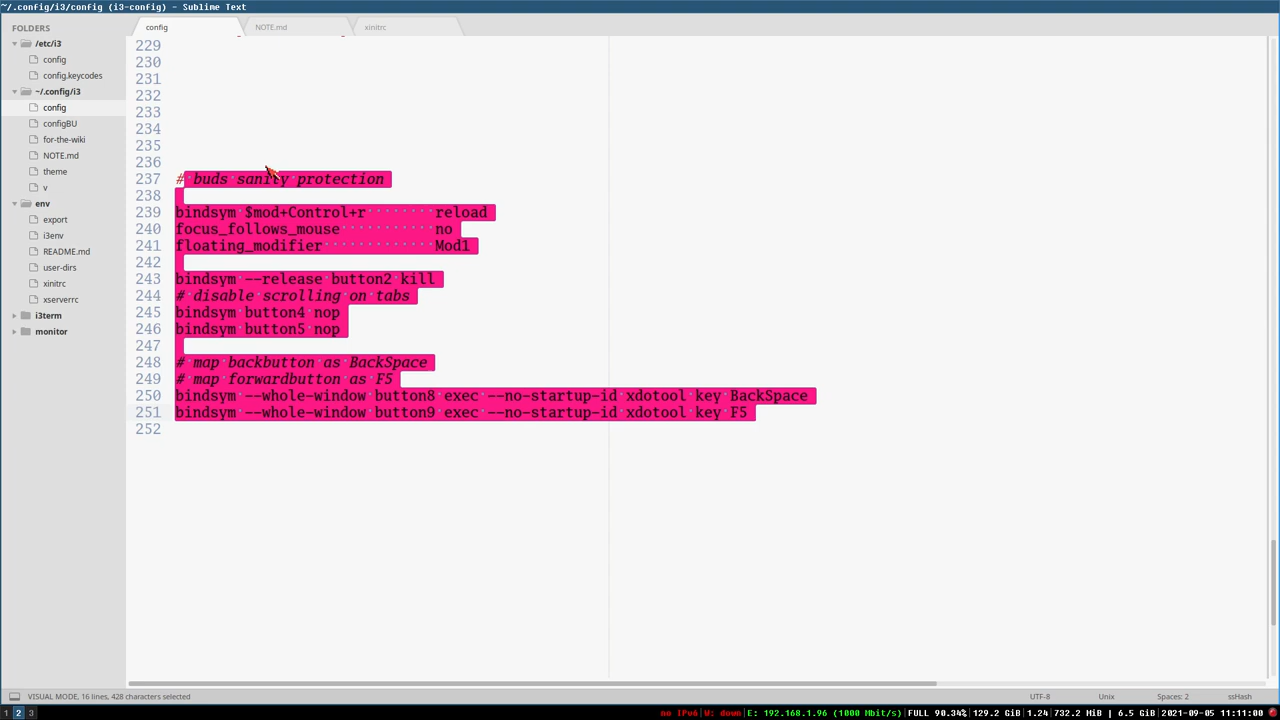 ~/.config/i3/config (i3-config) - Sublime Text
FOLDERS
/etc/i3
config
config.keycodes
~/.config/i3
config
configBU
for-the-wiki
NOTE.md
theme
v
env
export
i3env
README.md
user-dirs
xinitrc
xserverrc
i3term
monitor
config
NOTE.md
xinitrc
229
230
231
232
233
234
235
236
237 # buds sanity protection
238
239 bindsym $mod+Control+r········reload
240 focus_follows_mouse···········no
241 floating_modifier·············Mod1
242
243 bindsym --release button2 kill
244 # disable scrolling on tabs
245 bindsym button4 nop
246 bindsym button5 nop
247
248 # map backbutton as BackSpace
249 # map forwardbutton as F5
250 bindsym --whole-window button8 exec --no-startup-id xdotool key BackSpace
251 bindsym --whole-window button9 exec --no-startup-id xdotool key F5
252
VISUAL MODE, 16 lines, 428 characters selected
UTF-8
Unix
Spaces: 2
ssHash
1 2 3
no IPv6|W: down|E: 192.168.1.96 (1000 Mbit/s)|FULL 90.34%|129.2 GiB|1.24|732.2 MiB | 6.5 GiB|2021-09-05 11:11:00